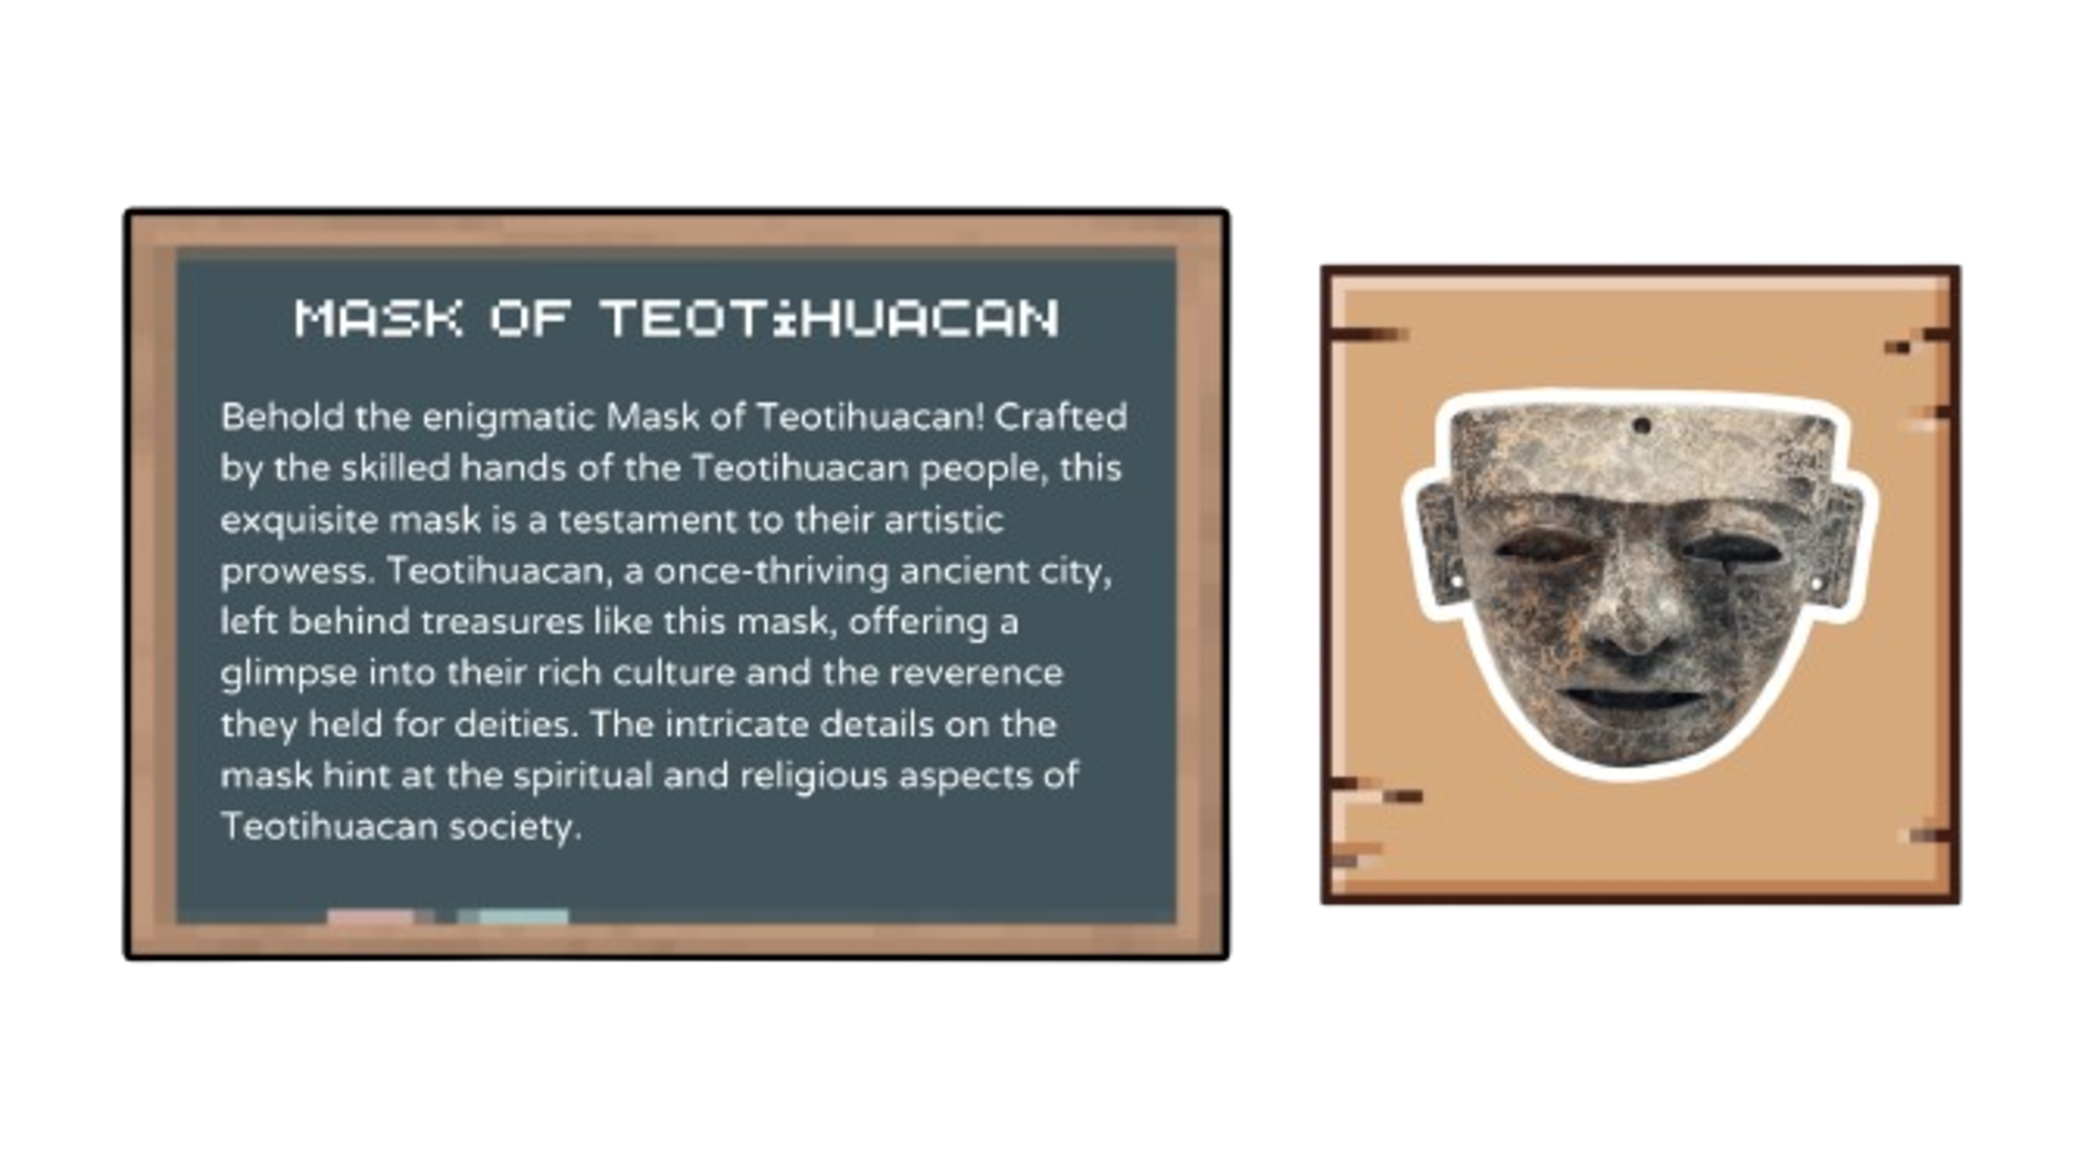 MASK OF TEOTiHUACAN
Behold the enigmatic Mask of Teotihuacan! Crafted
by the skilled hands of the Teotihuacan people, this
exquisite mask is a testament to their artistic
prowess. Teotihuacan, a once-thriving ancient city,
left behind treasures like this mask, offering a
glimpse into their rich culture and the reverence
they held for deities. The intricate details on the
mask hint at the spiritual and religious aspects of
Teotihuacan society.